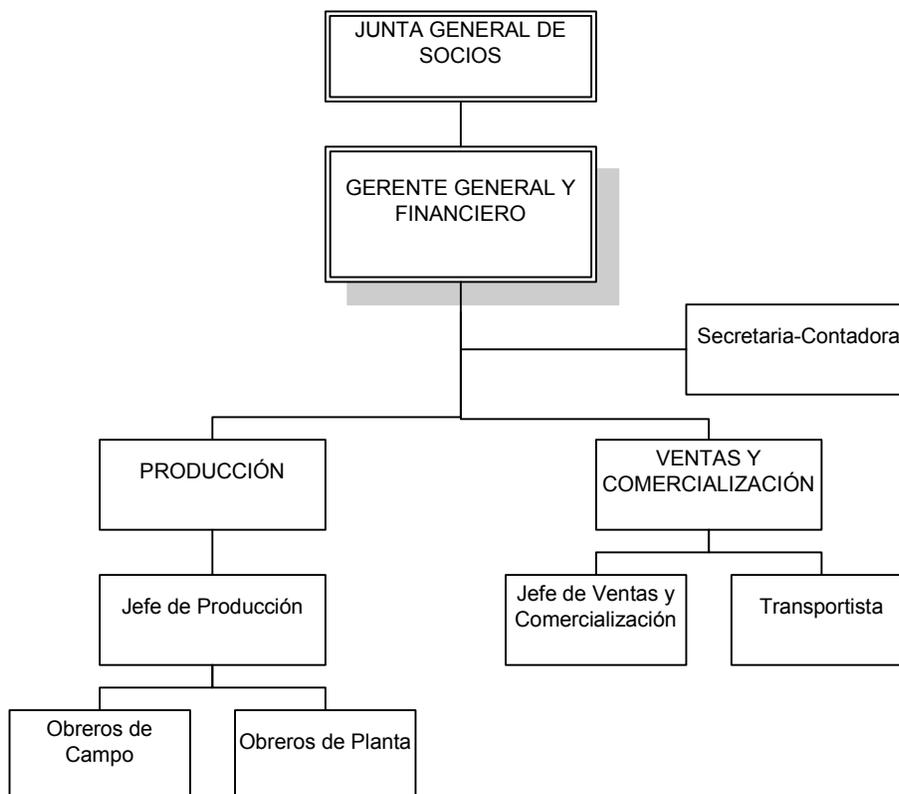 JUNTA GENERAL DE
SOCIOS
GERENTE GENERAL Y
FINANCIERO
Secretaria-Contadora
PRODUCCIÓN
VENTAS Y
COMERCIALIZACIÓN
Jefe de Producción
Jefe de Ventas y
Comercialización
Transportista
Obreros de
Campo
Obreros de Planta